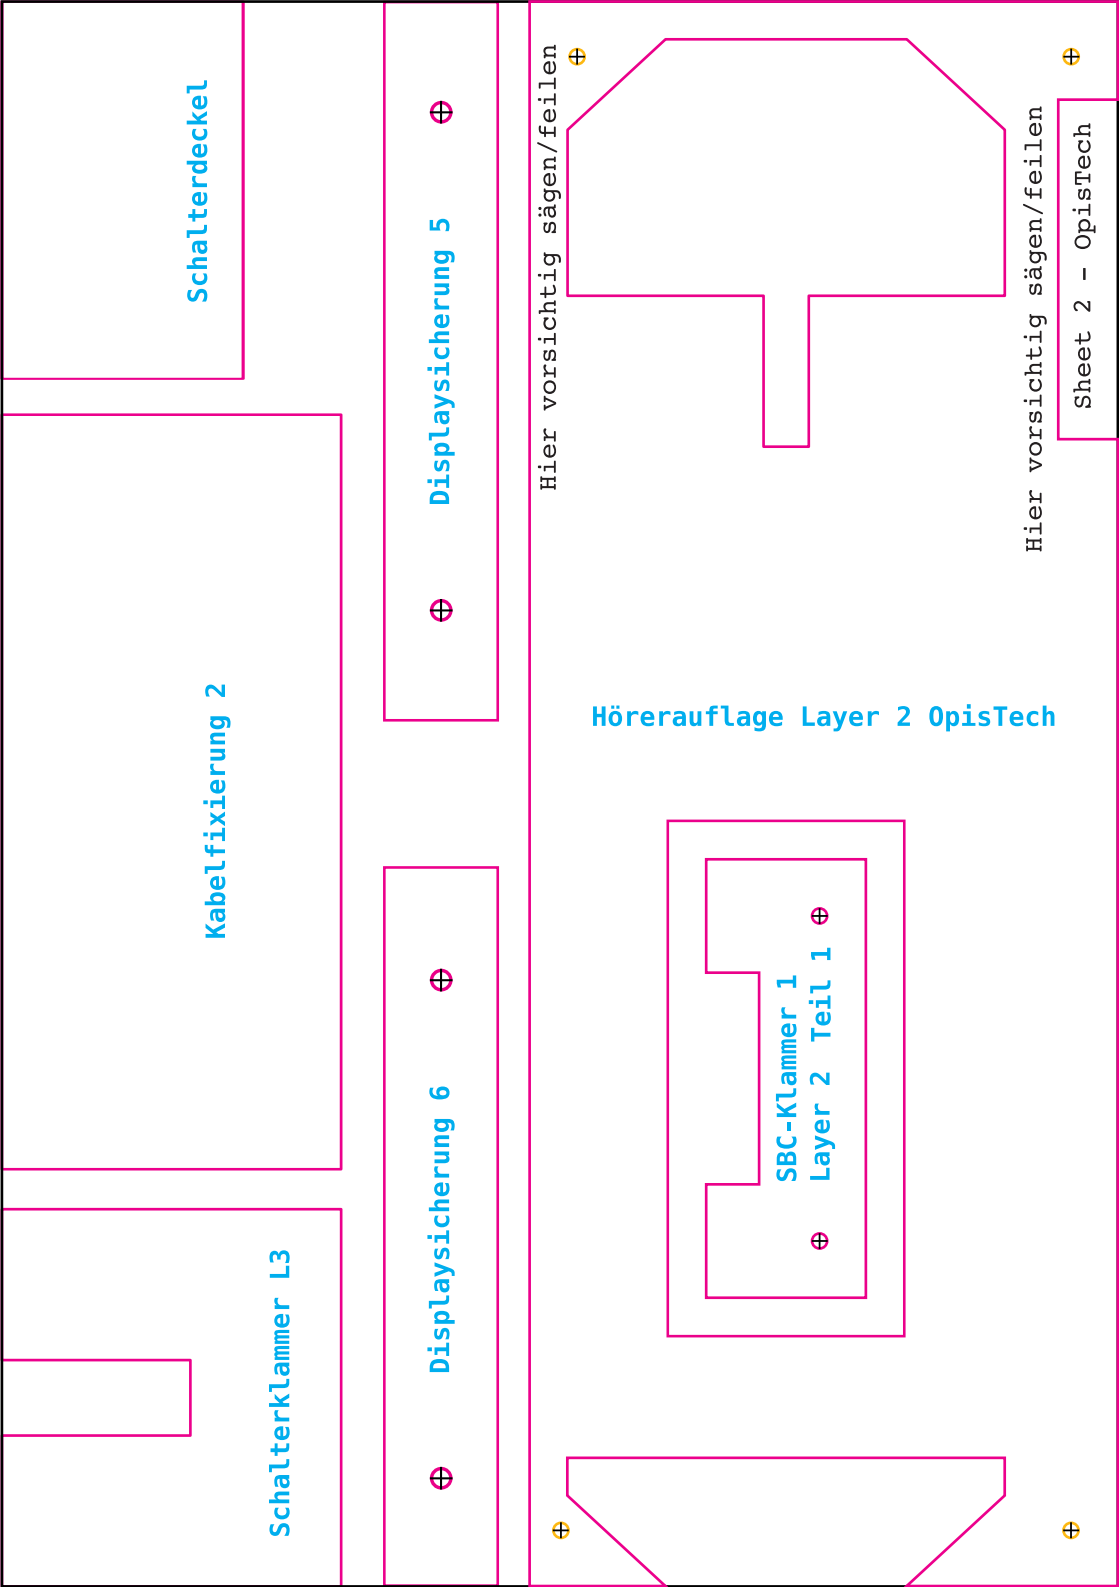 Schalterdeckel
Kabelfixierung 2
Schalterklammer L3
Displaysicherung 5
Displaysicherung 6
Hier vorsichtig sägen/feilen
Hier vorsichtig sägen/feilen
Sheet 2 - OpisTech
Hörerauflage Layer 2 OpisTech
SBC-Klammer 1
Layer 2 Teil 1